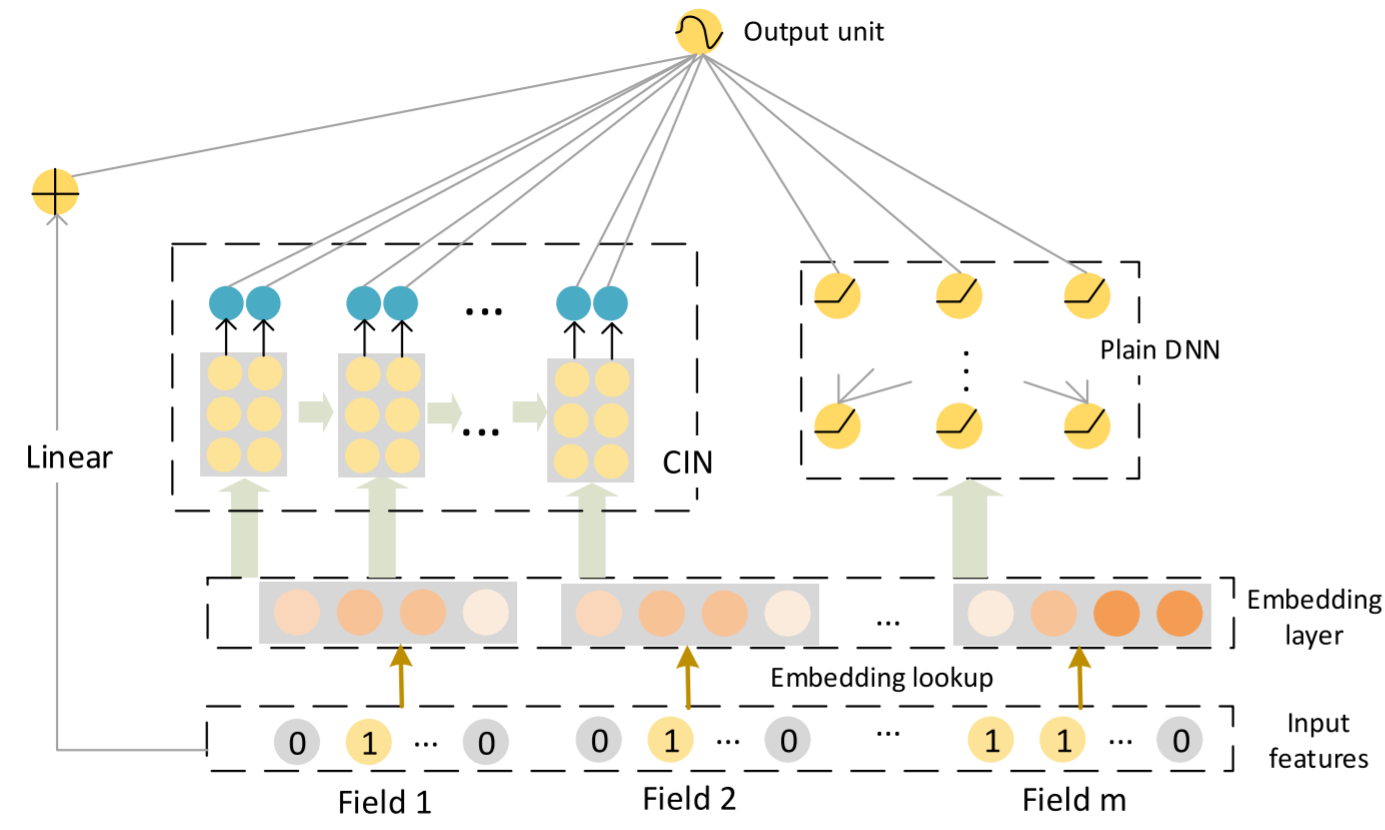 Output unit
...
Plain DNN
Linear
...
CIN
Embedding
layer
...
Embedding lookup
0 1 ... 0 0 1 ... 0 ... 1 1 ... 0
Input
features
Field 1 Field 2 Field m